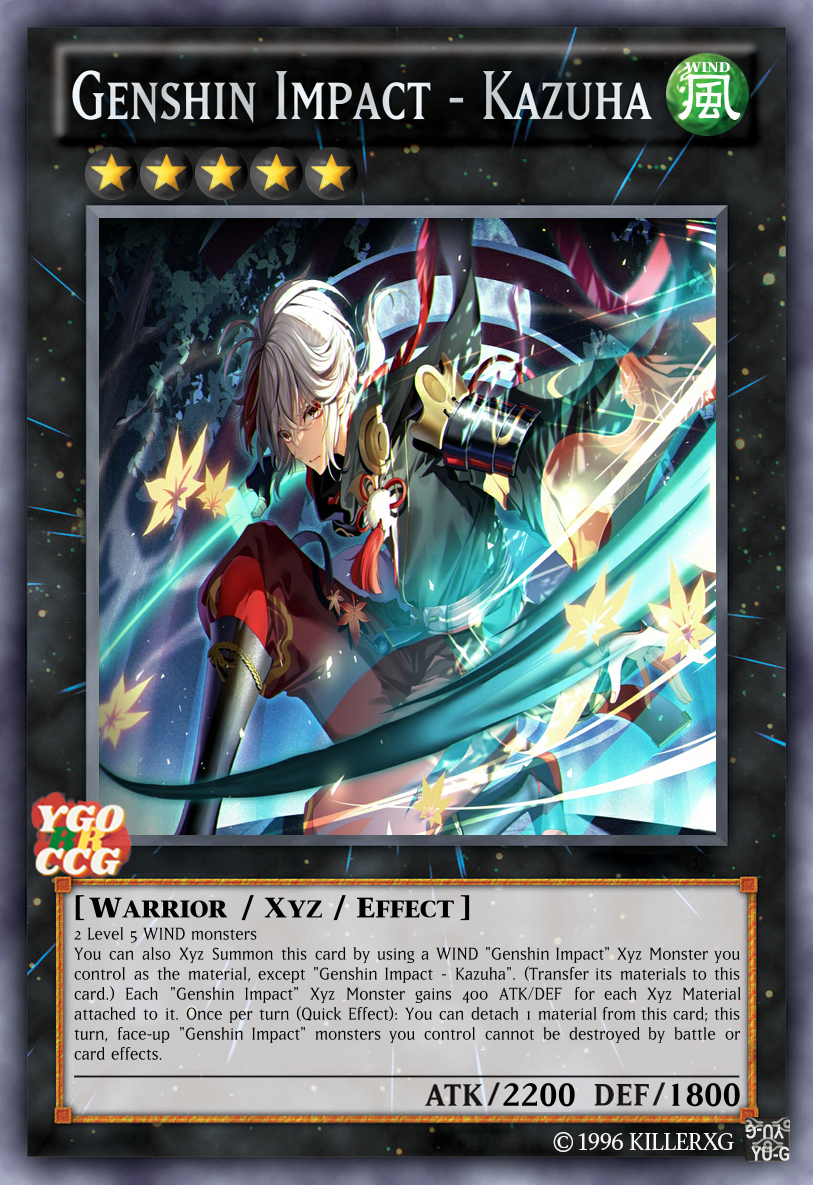 GENSHIN IMPACT - KAZUHA
WIND
風
YGO
RR
CCG
[ WARRIOR / XYZ / EFFECT ]
2 Level 5 WIND monsters
You can also Xyz Summon this card by using a WIND "Genshin Impact" Xyz Monster you
control as the material, except "Genshin Impact - Kazuha". (Transfer its materials to this
card.) Each "Genshin Impact" Xyz Monster gains 400 ATK/DEF for each Xyz Material
attached to it. Once per turn (Quick Effect): You can detach 1 material from this card; this
turn, face-up "Genshin Impact" monsters you control cannot be destroyed by battle or
card effects.
ATK/2200 DEF/1800
© 1996 KILLERXG
YU-G
YU-G